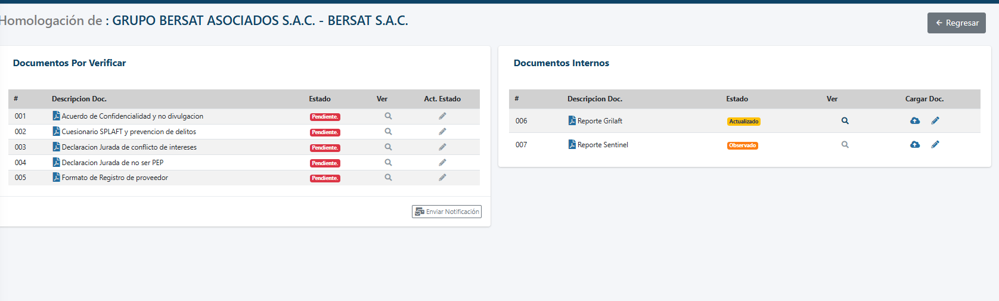 Homologación de : GRUPO BERSAT ASOCIADOS S.A.C. - BERSAT S.A.C.
Regresar
Documentos Por Verificar
# Descripcion Doc. Estado Ver Act. Estado
001 Acuerdo de Confidencialidad y no divulgacion Pendiente.
002 Cuesionario SPLAFT y prevencion de delitos Pendiente.
003 Declaracion Jurada de conflicto de intereses Pendiente.
004 Declaracion Jurada de no ser PEP Pendiente.
005 Formato de Registro de proveedor Pendiente.
Enviar Notificación
Documentos Internos
# Descripcion Doc. Estado Ver Cargar Doc.
006 Reporte Grilaft Actualizado
007 Reporte Sentinel Observado